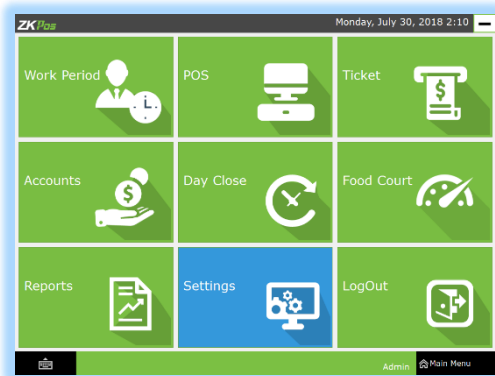 ZKPos
Monday, July 30, 2018 2:10
Work Period
POS
Ticket
Accounts
Day Close
Food Court
Reports
Settings
LogOut
Admin
Main Menu